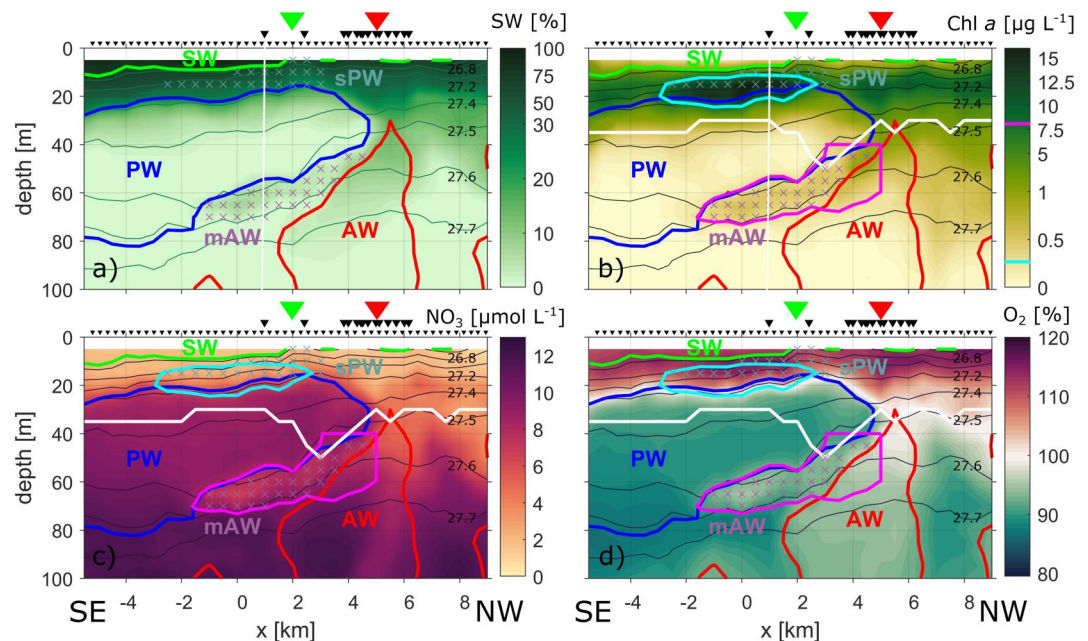 SW [%]
0
20
40
60
80
100
depth [m]
SW
sPW
PW
mAW
AW
26.8
27.2
27.4
27.5
27.6
27.7
a)
100
75
50
30
20
10
0
Chl a [µg L⁻¹]
SW
sPW
PW
mAW
AW
26.8
27.2
27.4
27.5
27.6
27.7
b)
15
12.5
10
7.5
5
1
0.5
0
NO₃ [µmol L⁻¹]
0
20
40
60
80
100
depth [m]
SW
sPW
PW
mAW
AW
26.8
27.2
27.4
27.5
27.6
27.7
c)
12
10
8
6
4
2
0
-4
-2
0
2
4
6
SE
NW
x [km]
O₂ [%]
SW
sPW
PW
mAW
AW
26.8
27.2
27.4
27.5
27.6
27.7
d)
120
110
100
90
80
-4
-2
0
2
4
6
SE
NW
x [km]